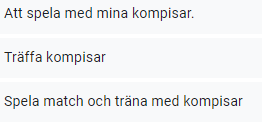 Att spela med mina kompisar.
Träffa kompisar
Spela match och träna med kompisar